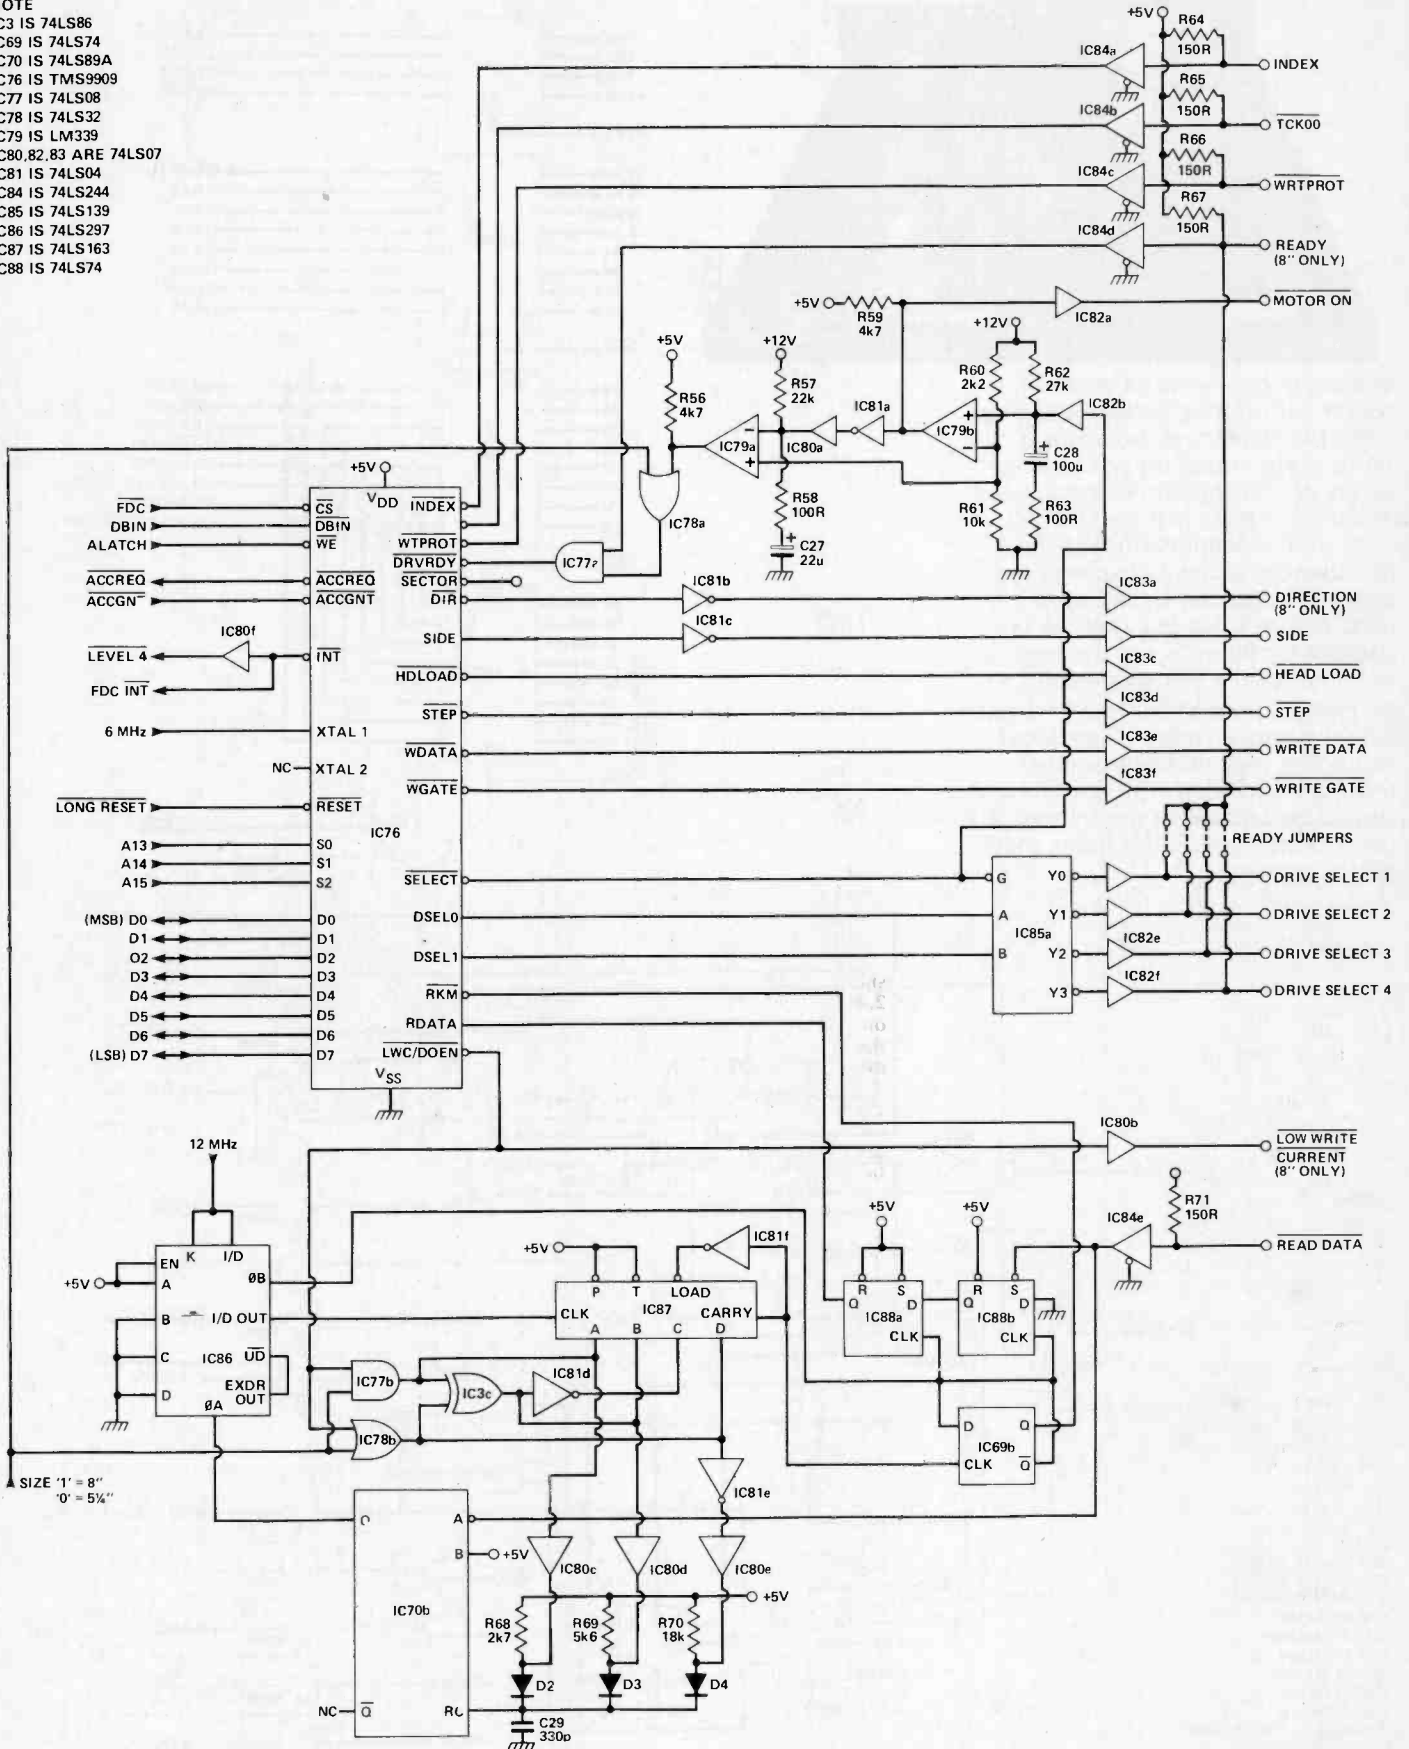 OTE
C3 IS 74LS86
C69 IS 74LS74
C70 IS 74LS89A
C76 IS TMS9909
C77 IS 74LS08
C78 IS 74LS32
C79 IS LM339
C80,82,83 ARE 74LS07
C81 IS 74LS04
C84 IS 74LS244
C85 IS 74LS139
C86 IS 74LS297
C87 IS 74LS163
C88 IS 74LS74
+5V
R64
150R
IC84a
INDEX
R65
150R
IC84b
TCK00
R66
150R
IC84c
WRTPROT
R67
150R
IC84d
READY
(8" ONLY)
+5V
R59
4k7
IC82a
MOTOR ON
+12V
+5V
+12V
R56
4k7
R57
22k
IC81a
R60
2k2
R62
27k
IC82b
IC79a
–
+
IC80a
IC79b
+
–
+
C28
100u
R58
100R
R61
10k
R63
100R
+
C27
22u
IC78a
IC77a
+5V
VDD
FDC
CS
INDEX
DBIN
DBIN
ALATCH
WE
WTPROT
DRVRDY
ACCREQ
ACCREQ
SECTOR
ACCGN
ACCGNT
DIR
IC81b
IC83a
DIRECTION
(8" ONLY)
SIDE
IC81c
SIDE
IC80f
LEVEL 4
INT
HDLOAD
IC83c
HEAD LOAD
FDC INT
STEP
IC83d
STEP
6 MHz
XTAL 1
WDATA
IC83e
WRITE DATA
NC
XTAL 2
WGATE
IC83f
WRITE GATE
LONG RESET
RESET
IC76
READY JUMPERS
A13
S0
A14
S1
A15
S2
SELECT
G
Y0
DRIVE SELECT 1
(MSB) D0
D0
DSEL0
A
Y1
DRIVE SELECT 2
D1
D1
IC85a
IC82e
O2
D2
DSEL1
B
Y2
DRIVE SELECT 3
D3
D3
IC82f
D4
D4
RKM
Y3
DRIVE SELECT 4
D5
D5
RDATA
D6
D6
(LSB) D7
D7
LWC/DOEN
VSS
12 MHz
IC80b
LOW WRITE
CURRENT
(8" ONLY)
R71
150R
K
I/D
+5V
IC81f
+5V
+5V
IC84e
READ DATA
+5V
EN
A
ØB
P
T
LOAD
R
S
R
S
B
I/D OUT
CLK
IC87
CARRY
Q
D
Q
D
IC88a
IC88b
CLK
CLK
A
B
C
D
C
IC86
UD
D
EXDR
OUT
ØA
IC77b
IC3c
IC81d
IC78b
D
Q
IC69b
CLK
Q
SIZE '1' = 8"
'0' = 5¼"
IC81e
A
B
+5V
IC80c
IC80d
IC80e
IC70b
+5V
R68
2k7
R69
5k6
R70
18k
D2
D3
D4
NC
Q
C29
330p